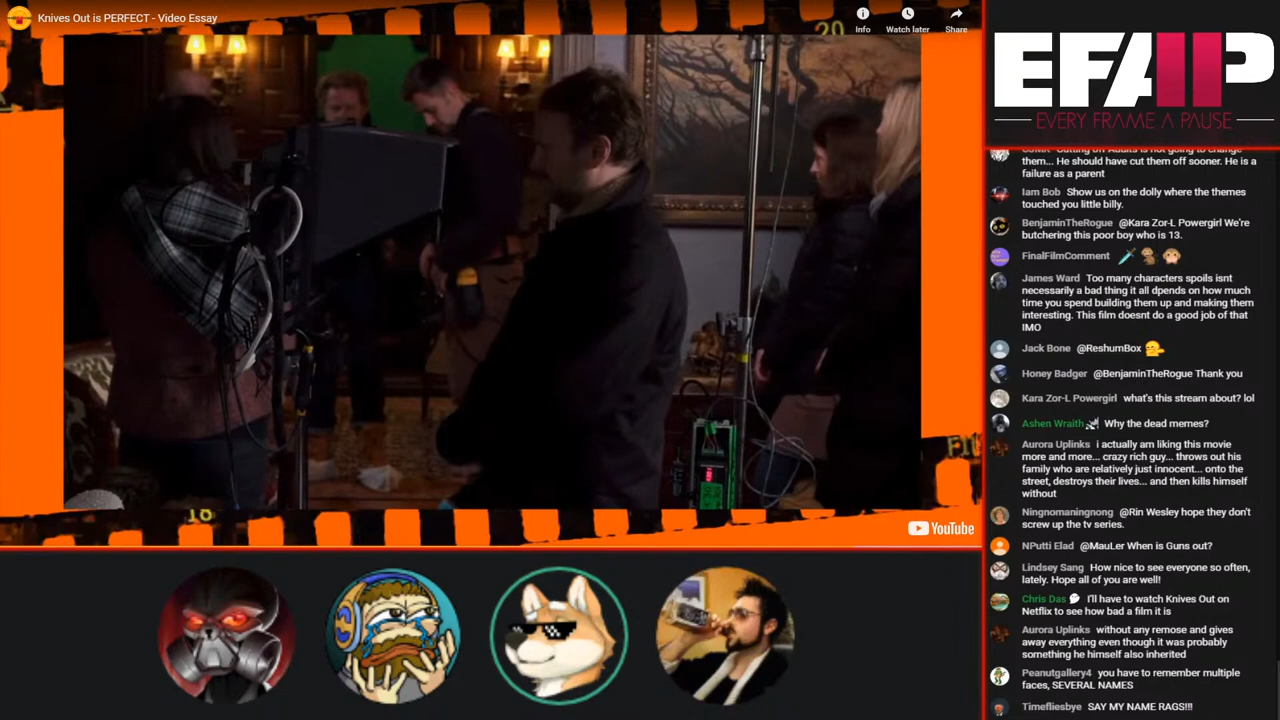 Knives Out is PERFECT - Video Essay
20
Info
Watch later
Share
EFAP
EVERY FRAME A PAUSE
them... He should have cut them off sooner. He is a
failure as a parent
Iam Bob Show us on the dolly where the themes
touched you little billy.
BenjaminTheRogue @Kara Zor-L Powergirl We're
butchering this poor boy who is 13.
FinalFilmComment
James Ward Too many characters spoils isnt
necessarily a bad thing it all dpends on how much
time you spend building them up and making them
interesting. This film doesnt do a good job of that
IMO
Jack Bone @ReshumBox
Honey Badger @BenjaminTheRogue Thank you
Kara Zor-L Powergirl what's this stream about? lol
Ashen Wraith Why the dead memes?
Aurora Uplinks i actually am liking this movie
more and more... crazy rich guy... throws out his
family who are relatively just innocent... onto the
street, destroys their lives... and then kills himself
without
Ningnomaningnong @Rin Wesley hope they don't
screw up the tv series.
NPutti Elad @MauLer When is Guns out?
Lindsey Sang How nice to see everyone so often,
lately. Hope all of you are well!
Chris Das I'll have to watch Knives Out on
Netflix to see how bad a film it is
Aurora Uplinks without any remose and gives
away everything even though it was probably
something he himself also inherited
Peanutgallery4 you have to remember multiple
faces, SEVERAL NAMES
Timefliesbye SAY MY NAME RAGS!!!
18
YouTube